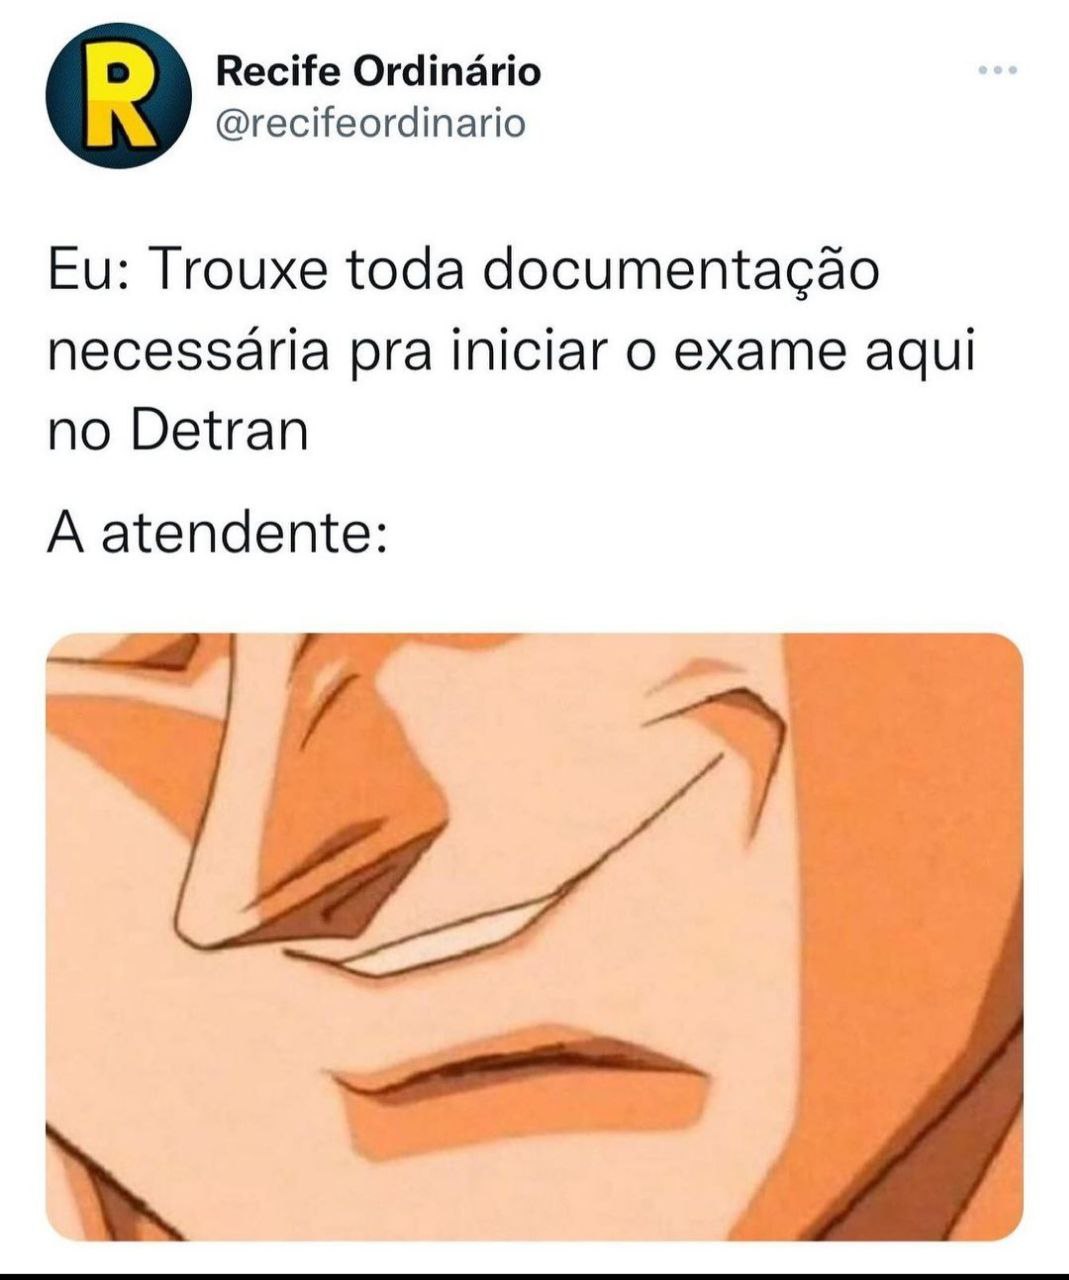 R
Recife Ordinário
@recifeordinario
Eu: Trouxe toda documentação
necessária pra iniciar o exame aqui
no Detran
A atendente: